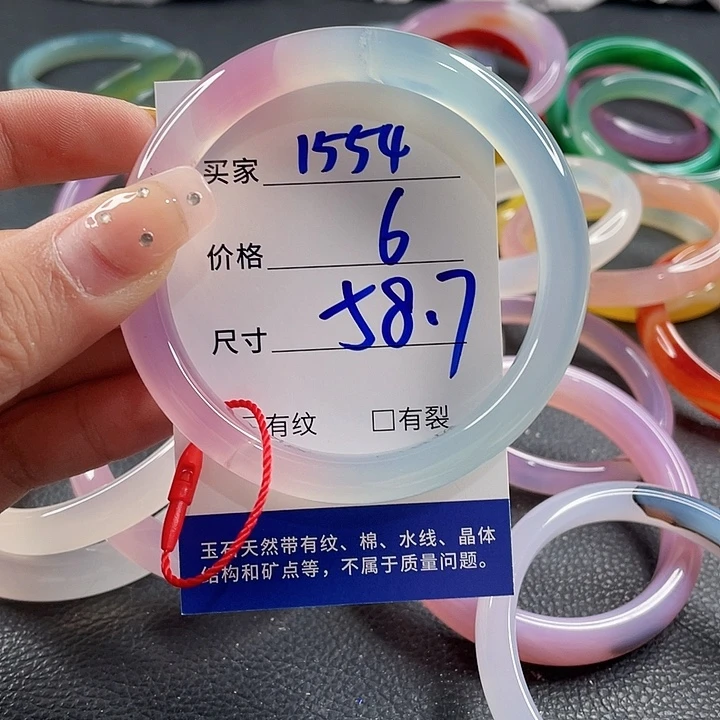 买家 1554
价格 6
尺寸 58.7
□有纹 □有裂
玉石天然带有纹、棉、水线、晶体
结构和矿点等，不属于质量问题。